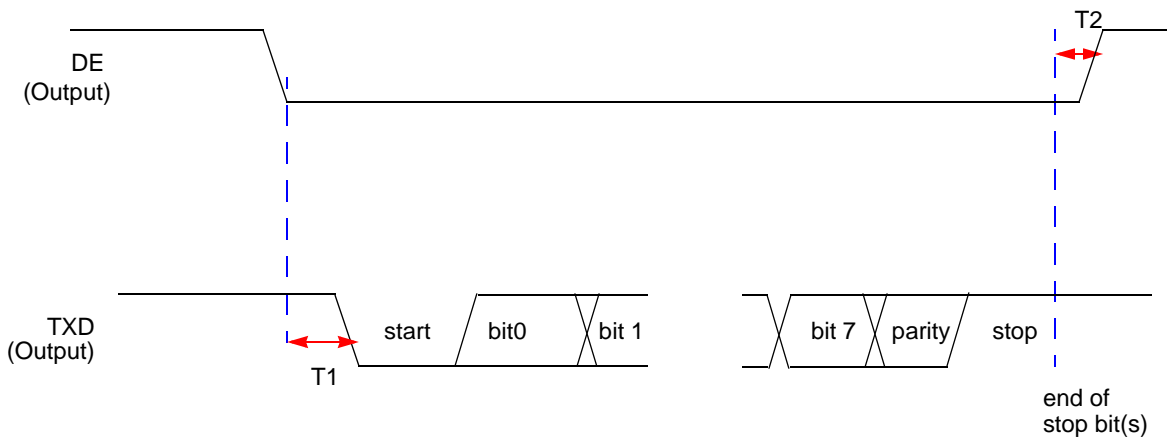 T2
DE
(Output)
TXD
(Output)
start
bit0
bit 1
bit 7
parity
stop
T1
end of
stop bit(s)